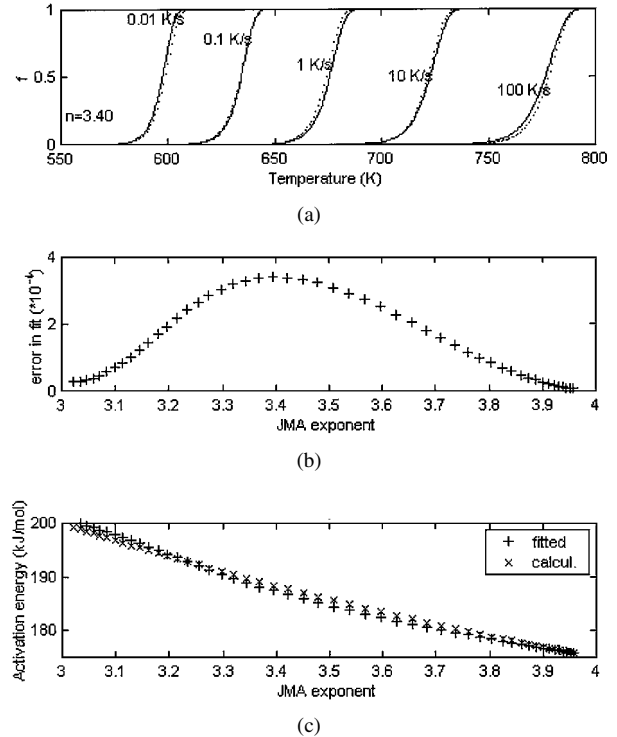 1
0.01 K/s
0.1 K/s
1 K/s
10 K/s
100 K/s
f
0.5
n=3.40
0
550
600
650
700
750
800
Temperature (K)
(a)
4
error in fit (*10⁻⁴)
2
0
3
3.1
3.2
3.3
3.4
3.5
3.6
3.7
3.8
3.9
4
JMA exponent
(b)
200
Activation energy (kJ/mol)
+ fitted
× calcul.
190
180
3
3.1
3.2
3.3
3.4
3.5
3.6
3.7
3.8
3.9
4
JMA exponent
(c)